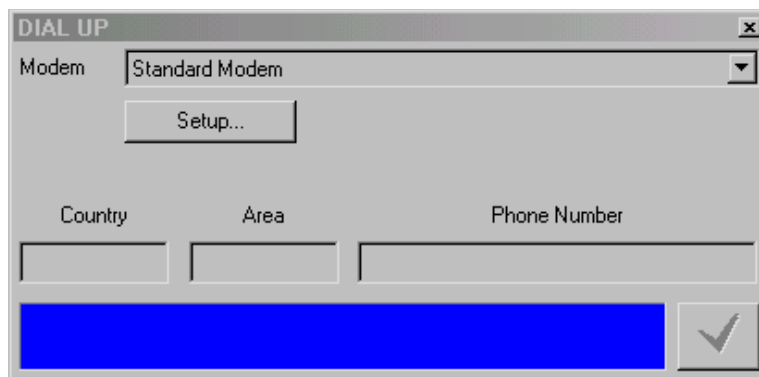 DIAL UP
Modem Standard Modem
Setup...
Country Area Phone Number